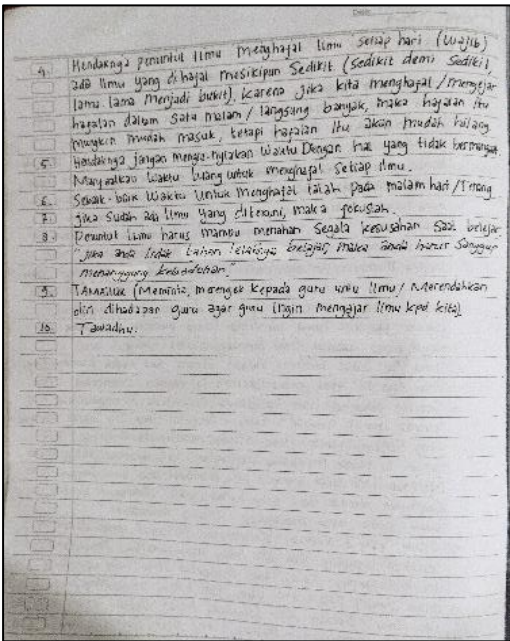 Date
4. Hendaknya penuntut ilmu menghafal ilmu setiap hari (wajib)
ada ilmu yang dihafal meskipun sedikit (sedikit demi sedikit,
lama lama menjadi bukit), karena jika kita menghafal / mengejar
hafalan dalam satu malam / langsung banyak, maka hafalan itu
mungkin mudah masuk, tetapi hafalan itu akan mudah hilang
5. Hendaknya jangan menyia-nyiakan waktu Dengan hal yang tidak bermanfaat
Manfaatkan waktu luang untuk menghafal setiap ilmu.
6. Sebaik-baik waktu untuk menghafal ialah pada malam hari /
7. jika sudah ada ilmu yang ditemui, maka fokuslah.
8. Penuntut ilmu harus mampu menahan segala kesusahan saat belajar
"jika anda tidak tahan lelahnya belajar, maka anda harus sanggup
menanggung kebodohan."
9. TAMALLUK (Meminta, merengek kepada guru untuk ilmu / Merendahkan
diri dihadapan guru agar guru ingin mengajar ilmu kpd kita)
10. Tawadhu.